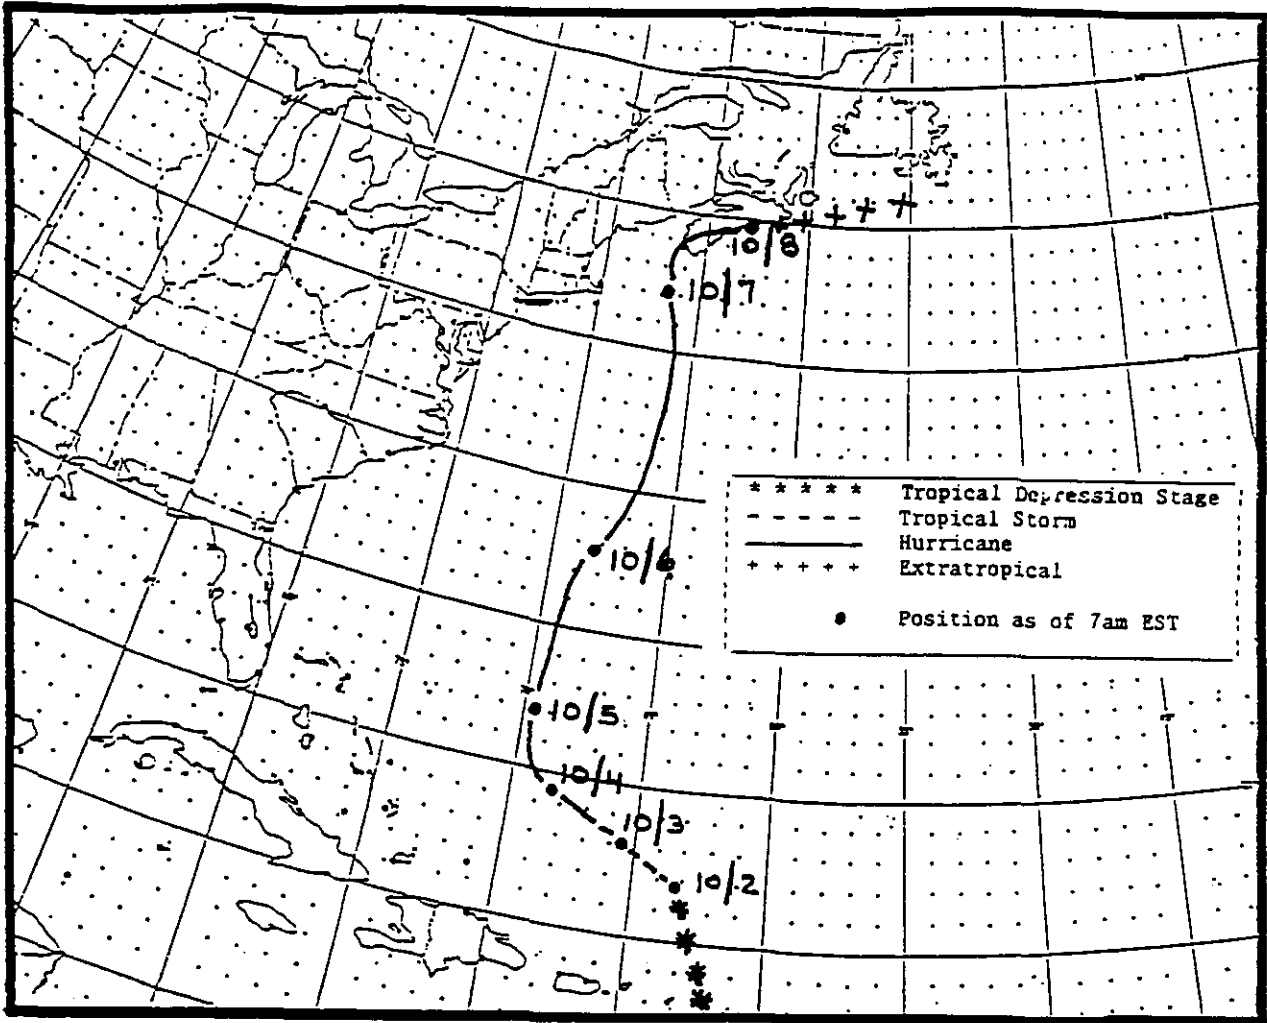 10/8
10/7
* * * * * Tropical Depression Stage
- - - - - Tropical Storm
Hurricane
+ + + + + Extratropical
● Position as of 7am EST
10/6
10/5
10/4
10/3
10/2